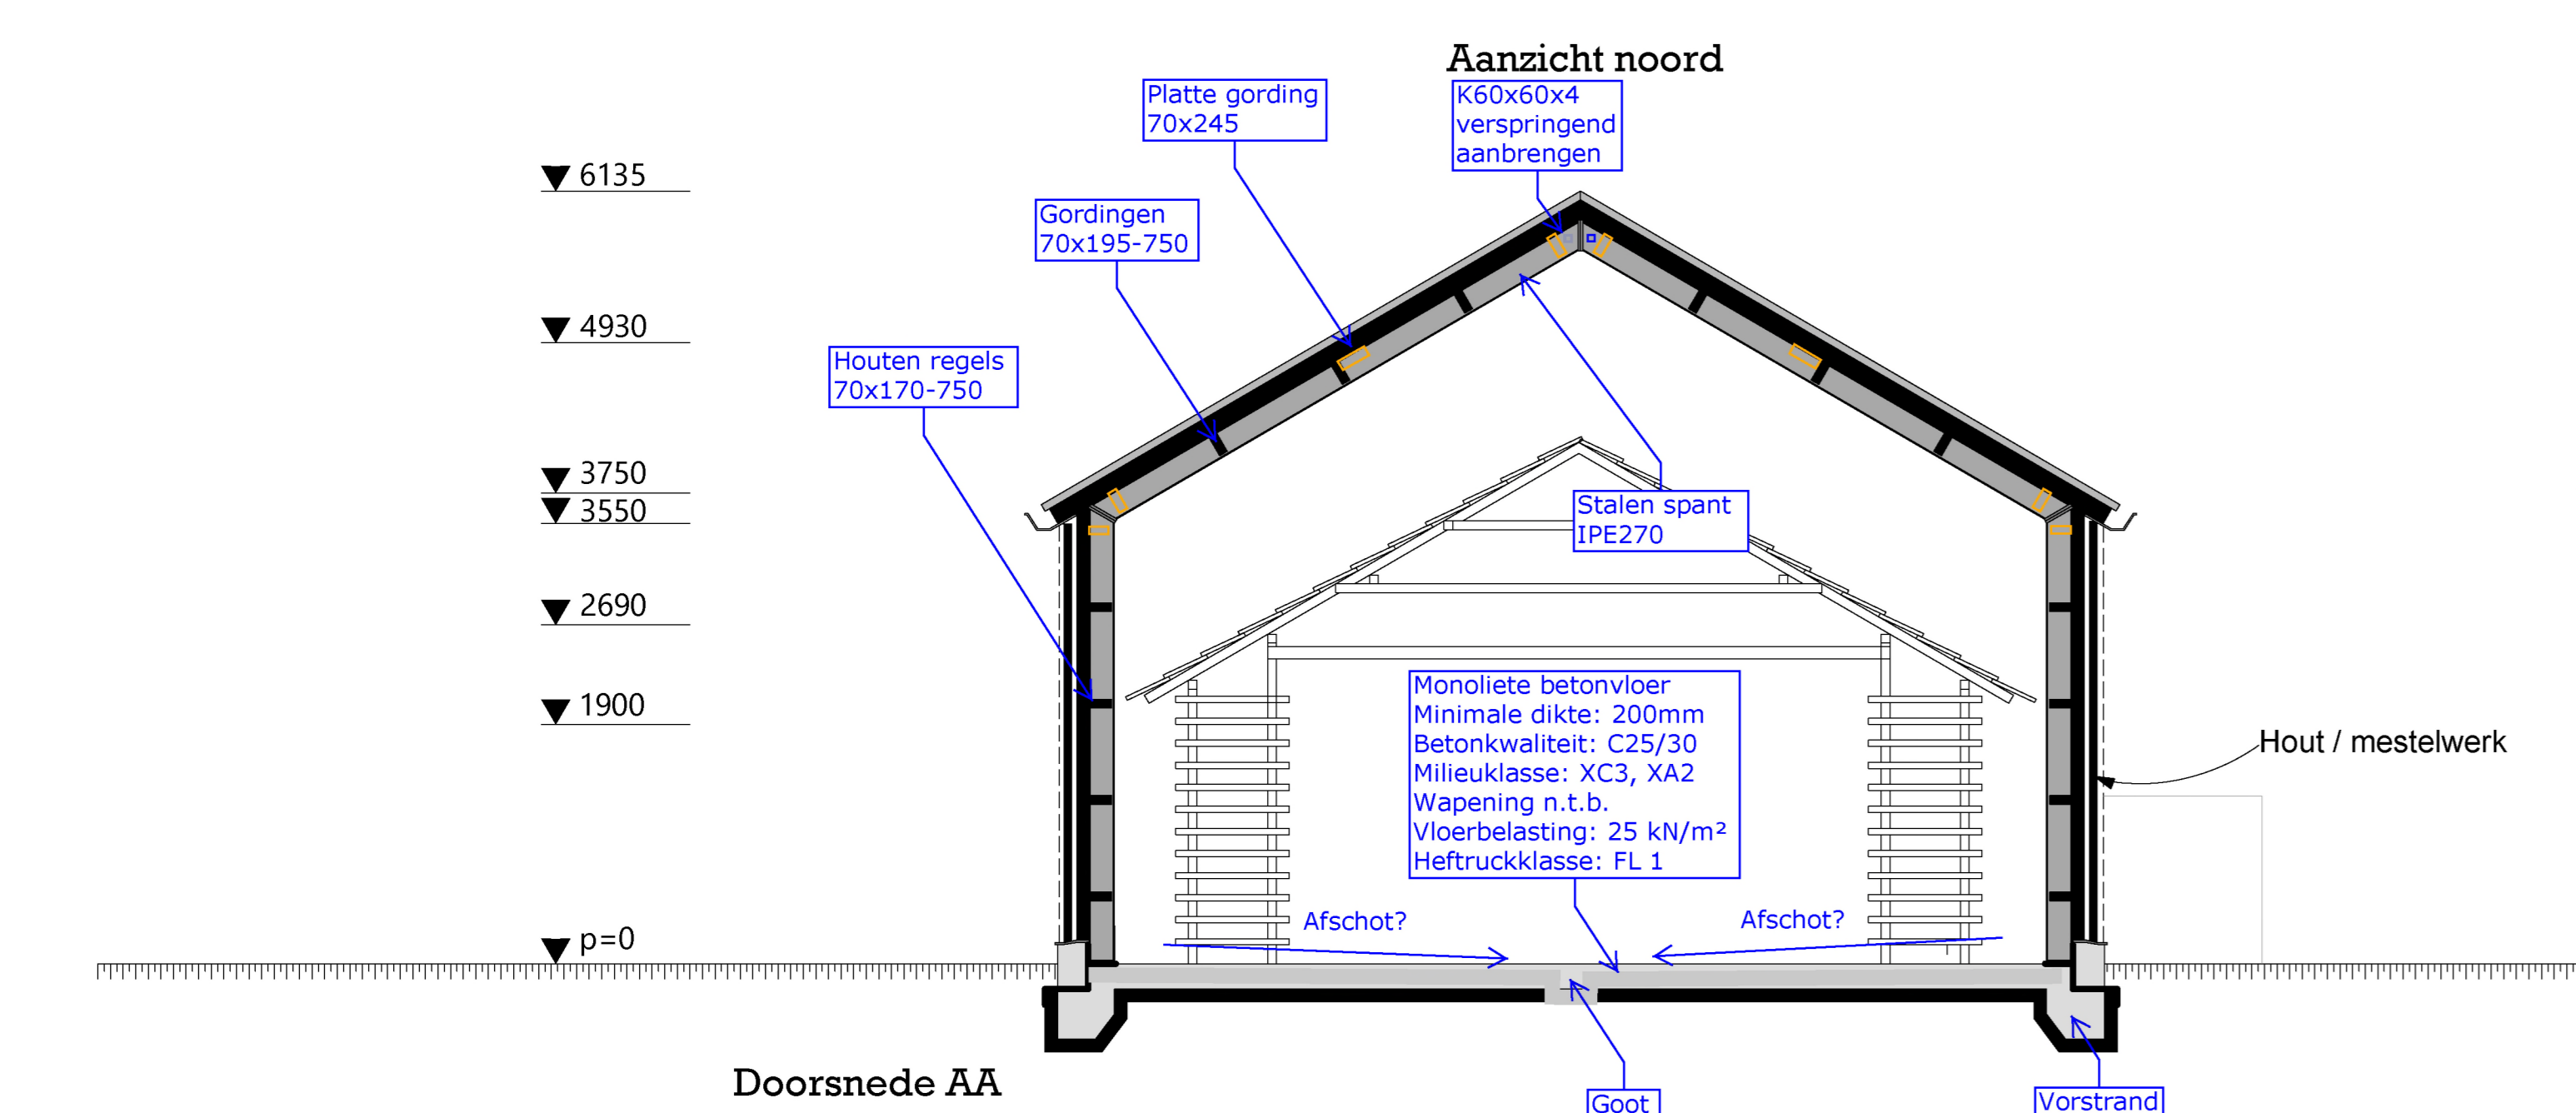 Aanzicht noord
Platte gording
70x245
K60x60x4
verspringend
aanbrengen
6135
Gordingen
70x195-750
4930
Houten regels
70x170-750
3750
3550
Stalen spant
IPE270
2690
1900
Monoliete betonvloer
Minimale dikte: 200mm
Betonkwaliteit: C25/30
Milieuklasse: XC3, XA2
Wapening n.t.b.
Vloerbelasting: 25 kN/m²
Heftruckklasse: FL 1
Hout / mestelwerk
Afschot?
Afschot?
p=0
Doorsnede AA
Goot
Vorstrand